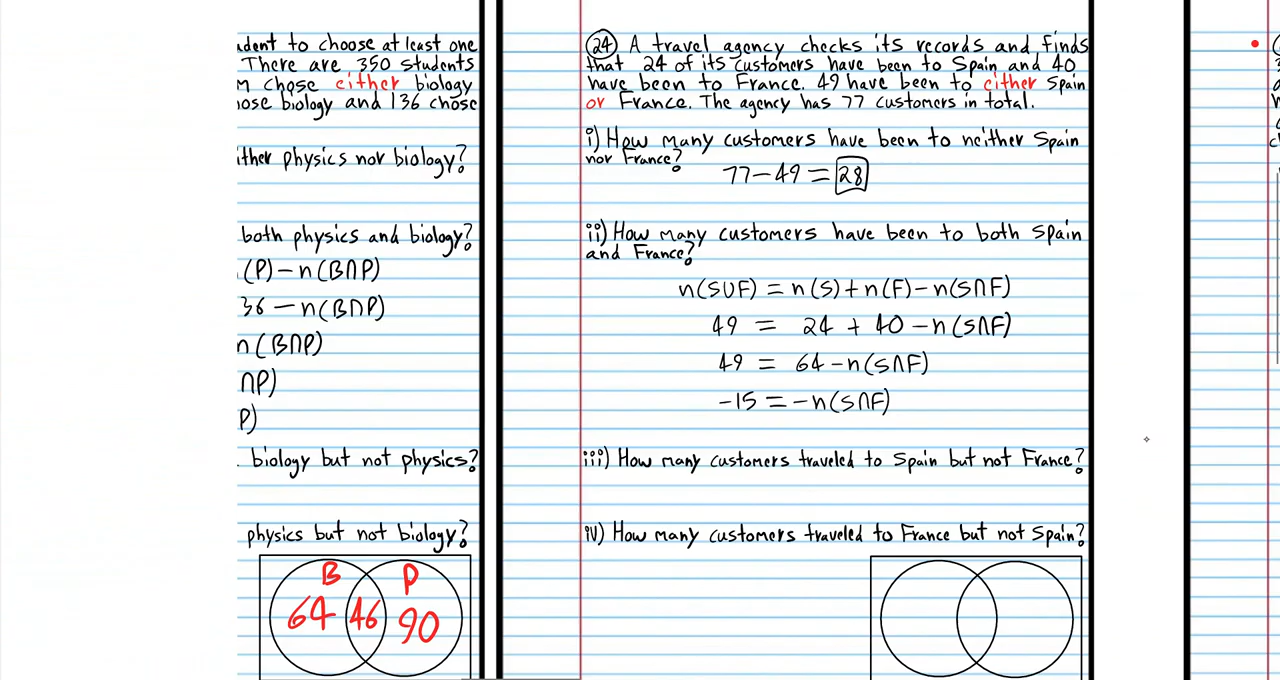 dent to choose at least one
There are 350 students
chose either biology
ose biology and 136 chose
ither physics nor biology?
both physics and biology?
(P) - n(B∩P)
36 - n(B∩P)
n(B∩P)
∩P)
P)
biology but not physics?
physics but not biology?
B P
64 46 90
24 A travel agency checks its records and finds
that 24 of its customers have been to Spain and 40
have been to France. 49 have been to either Spain
or France. The agency has 77 customers in total.
i) How many customers have been to neither Spain
nor France?
77 - 49 = 28
ii) How many customers have been to both Spain
and France?
n(S∪F) = n(S) + n(F) - n(S∩F)
49 = 24 + 40 - n(S∩F)
49 = 64 - n(S∩F)
-15 = -n(S∩F)
iii) How many customers traveled to Spain but not France?
iv) How many customers traveled to France but not Spain?